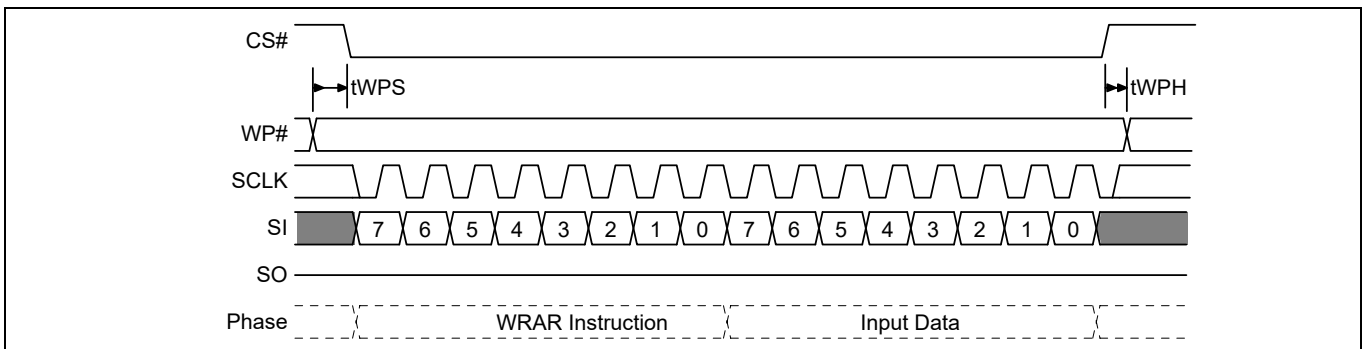 CS#
tWPS
tWPH
WP#
SCLK
SI 7 6 5 4 3 2 1 0 7 6 5 4 3 2 1 0
SO
Phase WRAR Instruction Input Data